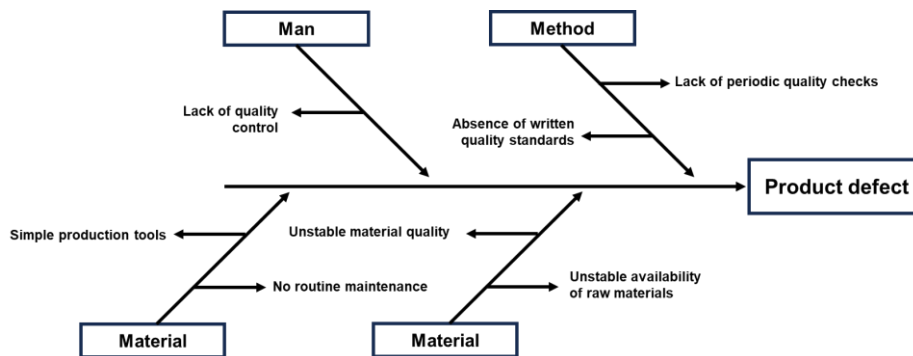 Man
Method
Lack of periodic quality checks
Lack of quality
control
Absence of written
quality standards
Product defect
Simple production tools
Unstable material quality
No routine maintenance
Unstable availability
of raw materials
Material
Material